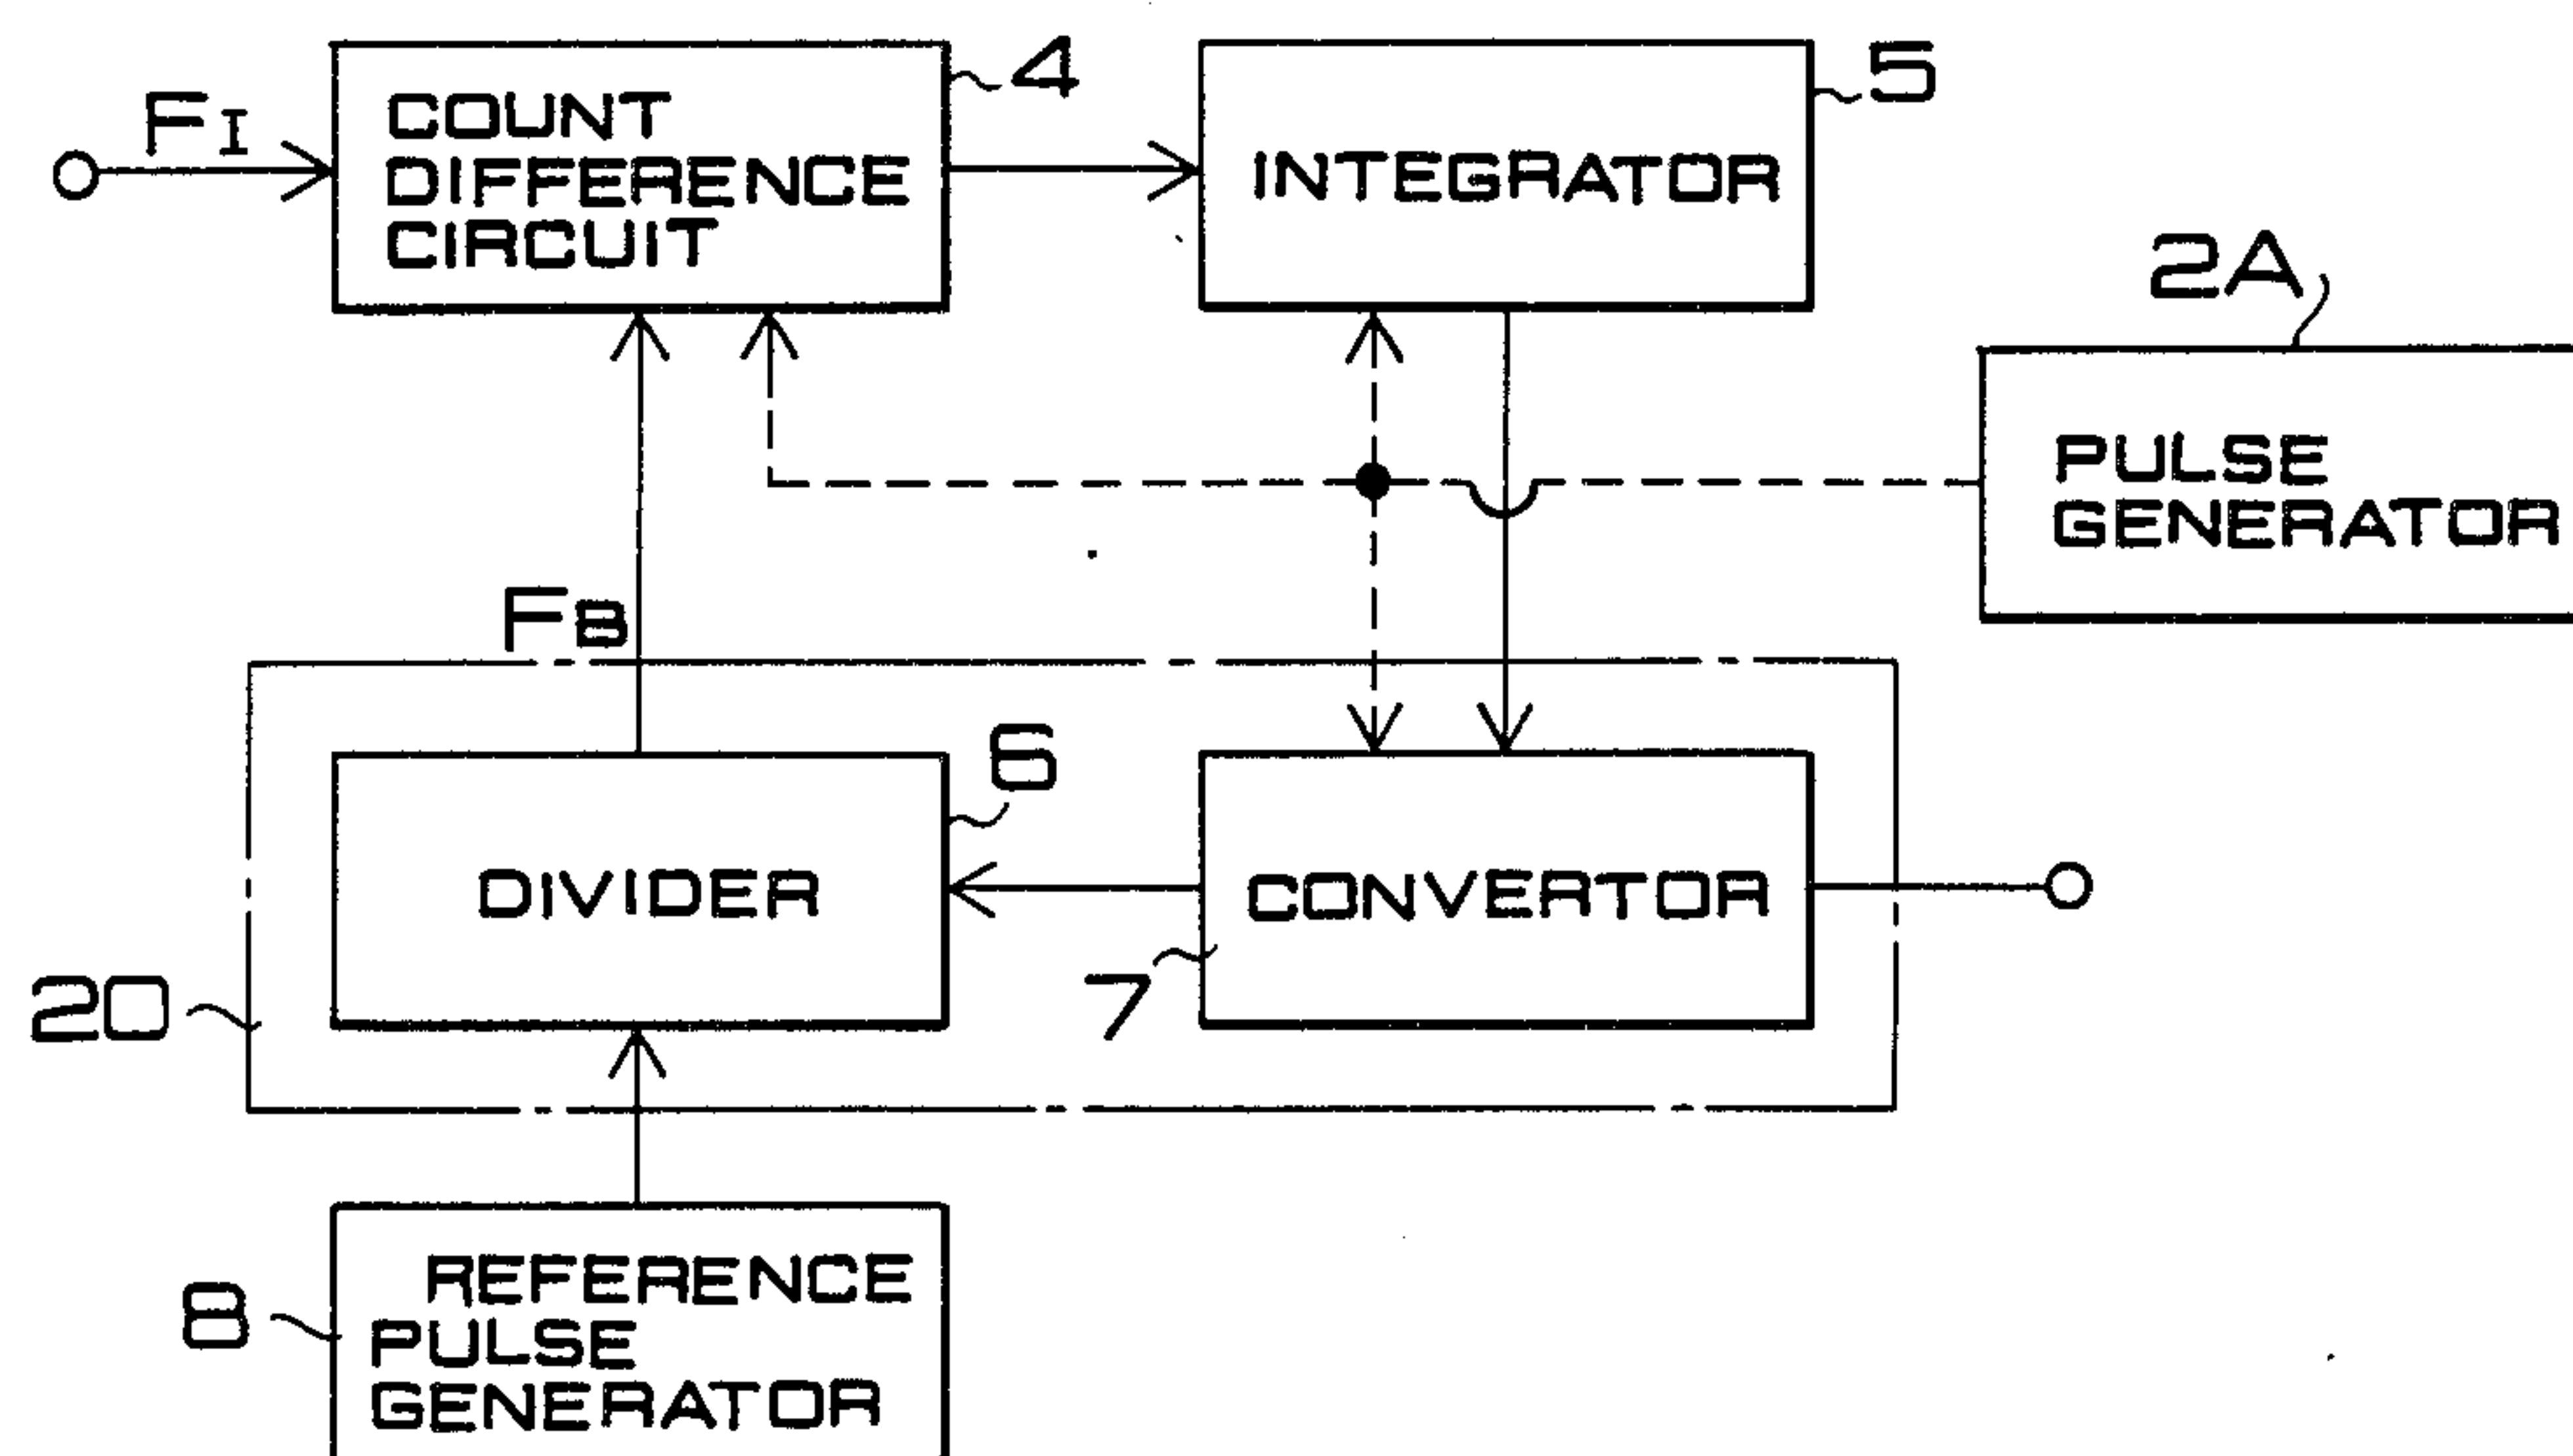 FI
COUNT
DIFFERENCE
CIRCUIT
4
INTEGRATOR
5
2A
PULSE
GENERATOR
FB
DIVIDER
6
CONVERTOR
7
20
REFERENCE
PULSE
GENERATOR
8